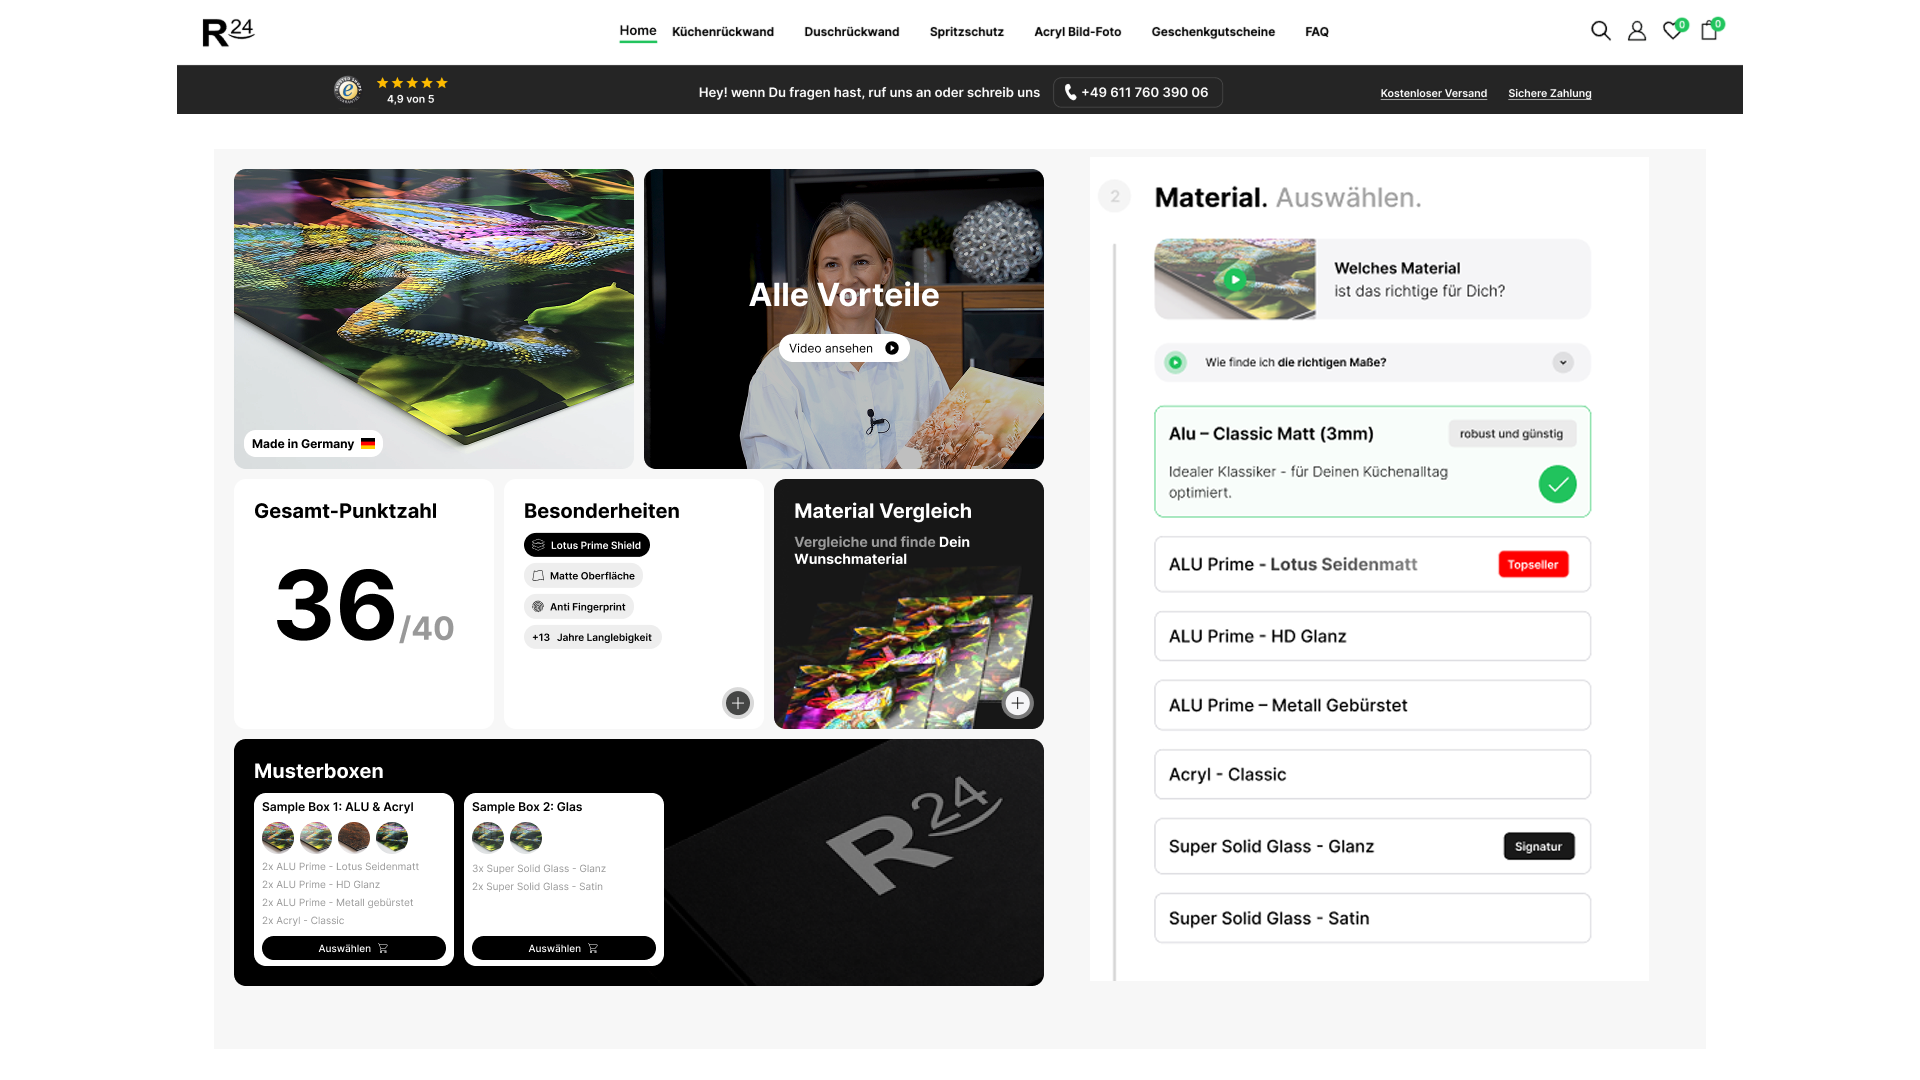 R24
Home
Küchenrückwand
Duschrückwand
Spritzschutz
Acryl Bild-Foto
Geschenkgutscheine
FAQ
0
0
4,9 von 5
Hey! wenn Du fragen hast, ruf uns an oder schreib uns
+49 611 760 390 06
Kostenloser Versand
Sichere Zahlung
Made in Germany
Alle Vorteile
Video ansehen
Gesamt-Punktzahl
36/40
Besonderheiten
Lotus Prime Shield
Matte Oberfläche
Anti Fingerprint
+13 Jahre Langlebigkeit
Material Vergleich
Vergleiche und finde Dein
Wunschmaterial
Musterboxen
Sample Box 1: ALU & Acryl
2x ALU Prime - Lotus Seidenmatt
2x ALU Prime - HD Glanz
2x ALU Prime - Metall gebürstet
2x Acryl - Classic
Auswählen
Sample Box 2: Glas
3x Super Solid Glass - Glanz
2x Super Solid Glass - Satin
Auswählen
R24
2
Material. Auswählen.
Welches Material
ist das richtige für Dich?
Wie finde ich die richtigen Maße?
Alu – Classic Matt (3mm)
robust und günstig
Idealer Klassiker - für Deinen Küchenalltag
optimiert.
ALU Prime - Lotus Seidenmatt
Topseller
ALU Prime - HD Glanz
ALU Prime – Metall Gebürstet
Acryl - Classic
Super Solid Glass - Glanz
Signatur
Super Solid Glass - Satin